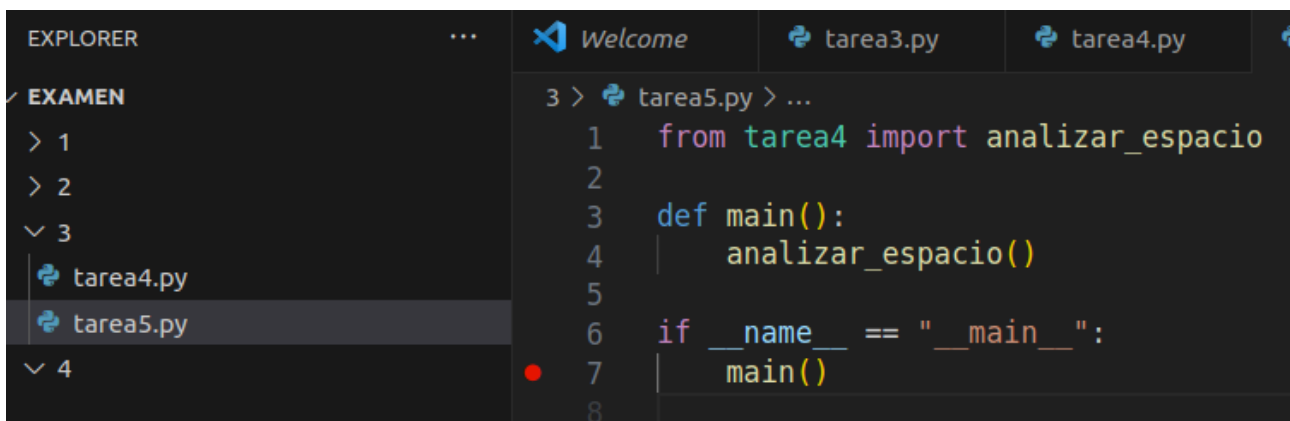 EXPLORER ...
EXAMEN
> 1
> 2
3
tarea4.py
tarea5.py
4
Welcome tarea3.py tarea4.py
3 > tarea5.py > ...
1 from tarea4 import analizar_espacio
2
3 def main():
4 analizar_espacio()
5
6 if __name__ == "__main__":
7 main()
8